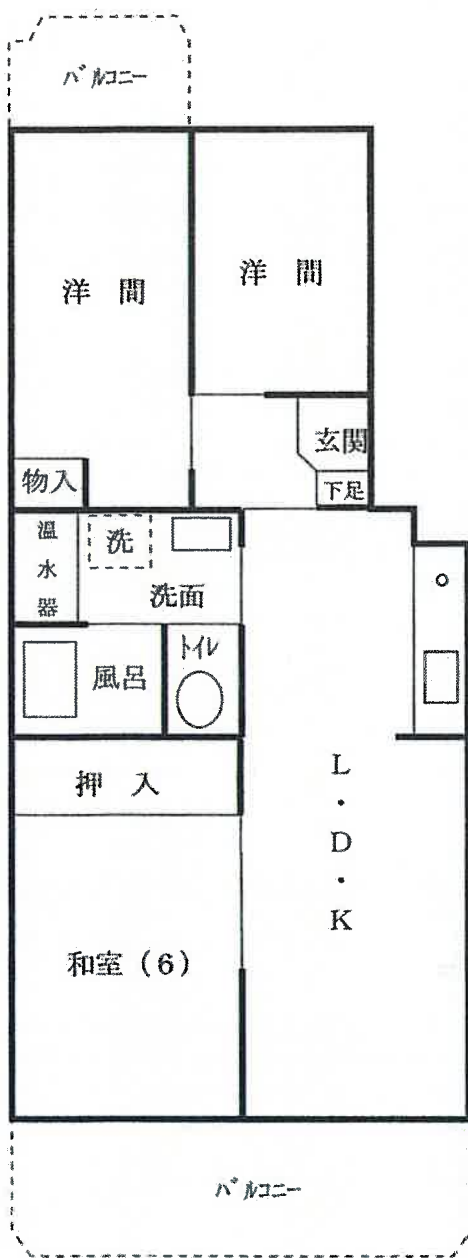 バルコニー
洋 間
洋 間
玄関
下足
物入
温水器
洗
洗面
風呂
トイレ
押 入
L・D・K
和室（6）
バルコニー